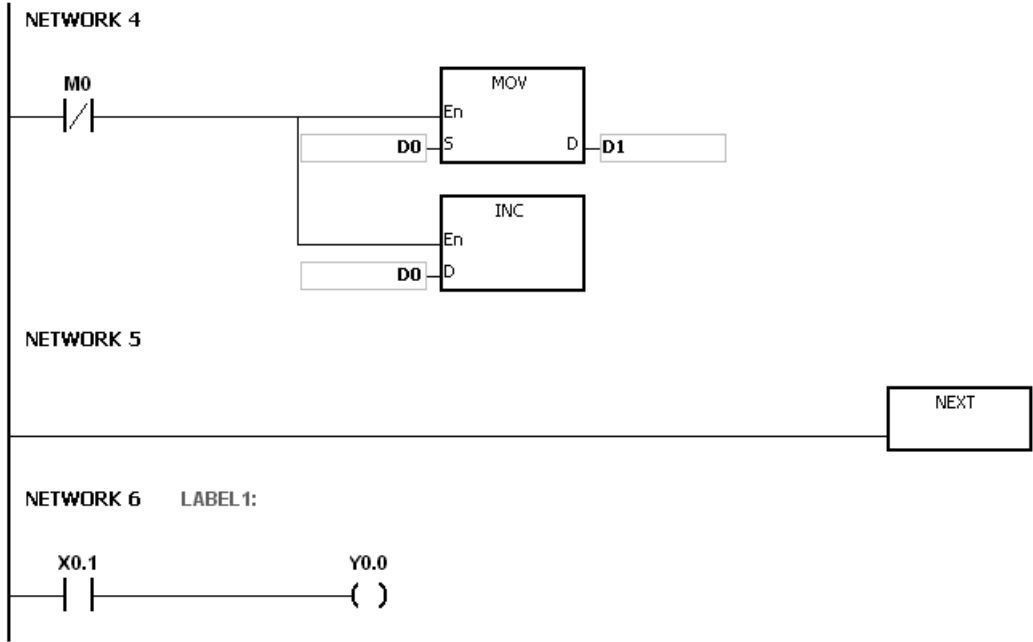 NETWORK 4
M0
MOV
En
D0 S D D1
INC
En
D0 D
NETWORK 5
NEXT
NETWORK 6 LABEL1:
X0.1 Y0.0